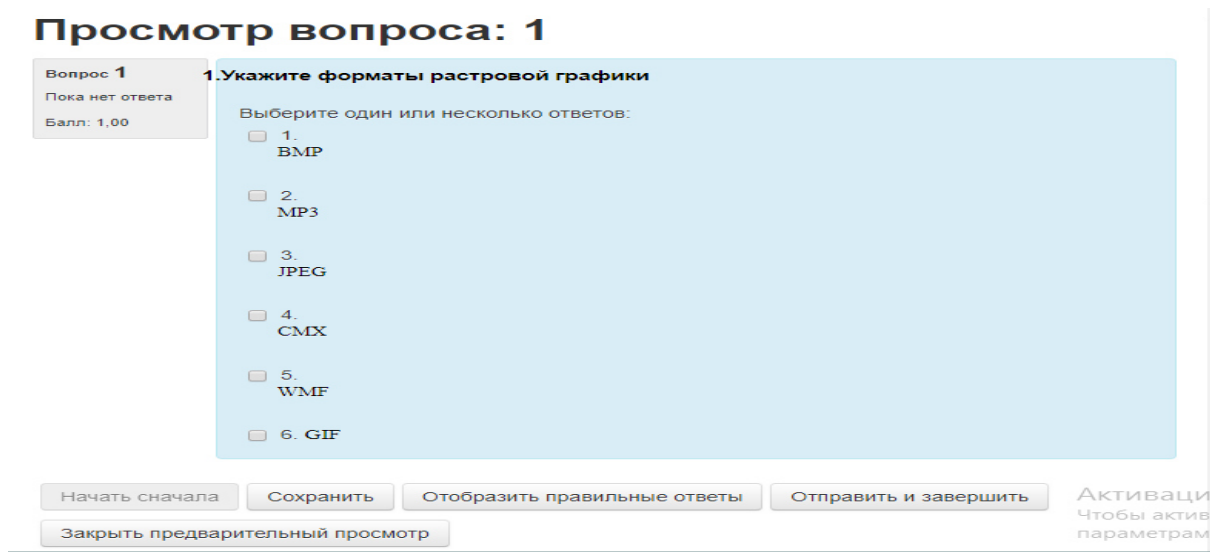 Просмотр вопроса: 1
Вопрос 1
Пока нет ответа
Балл: 1,00
1.Укажите форматы растровой графики
Выберите один или несколько ответов:
1.
BMP
2.
MP3
3.
JPEG
4.
CMX
5.
WMF
6. GIF
Начать сначала Сохранить Отобразить правильные ответы Отправить и завершить
Закрыть предварительный просмотр
Активаци
Чтобы актив
параметрам